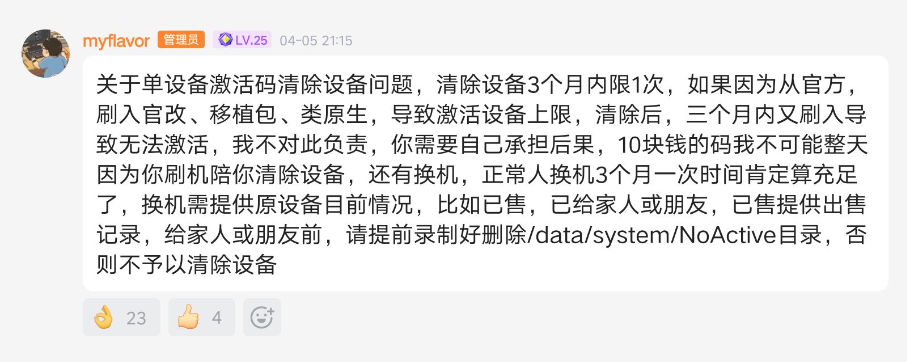 myflavor 管理员 LV.25 04-05 21:15
关于单设备激活码清除设备问题，清除设备3个月内限1次，如果因为从官方，
刷入官改、移植包、类原生，导致激活设备上限，清除后，三个月内又刷入导
致无法激活，我不对此负责，你需要自己承担后果，10块钱的码我不可能整天
因为你刷机陪你清除设备，还有换机，正常人换机3个月一次时间肯定算充足
了，换机需提供原设备目前情况，比如已售，已给家人或朋友，已售提供出售
记录，给家人或朋友前，请提前录制好删除/data/system/NoActive目录，否
则不予以清除设备
23 4